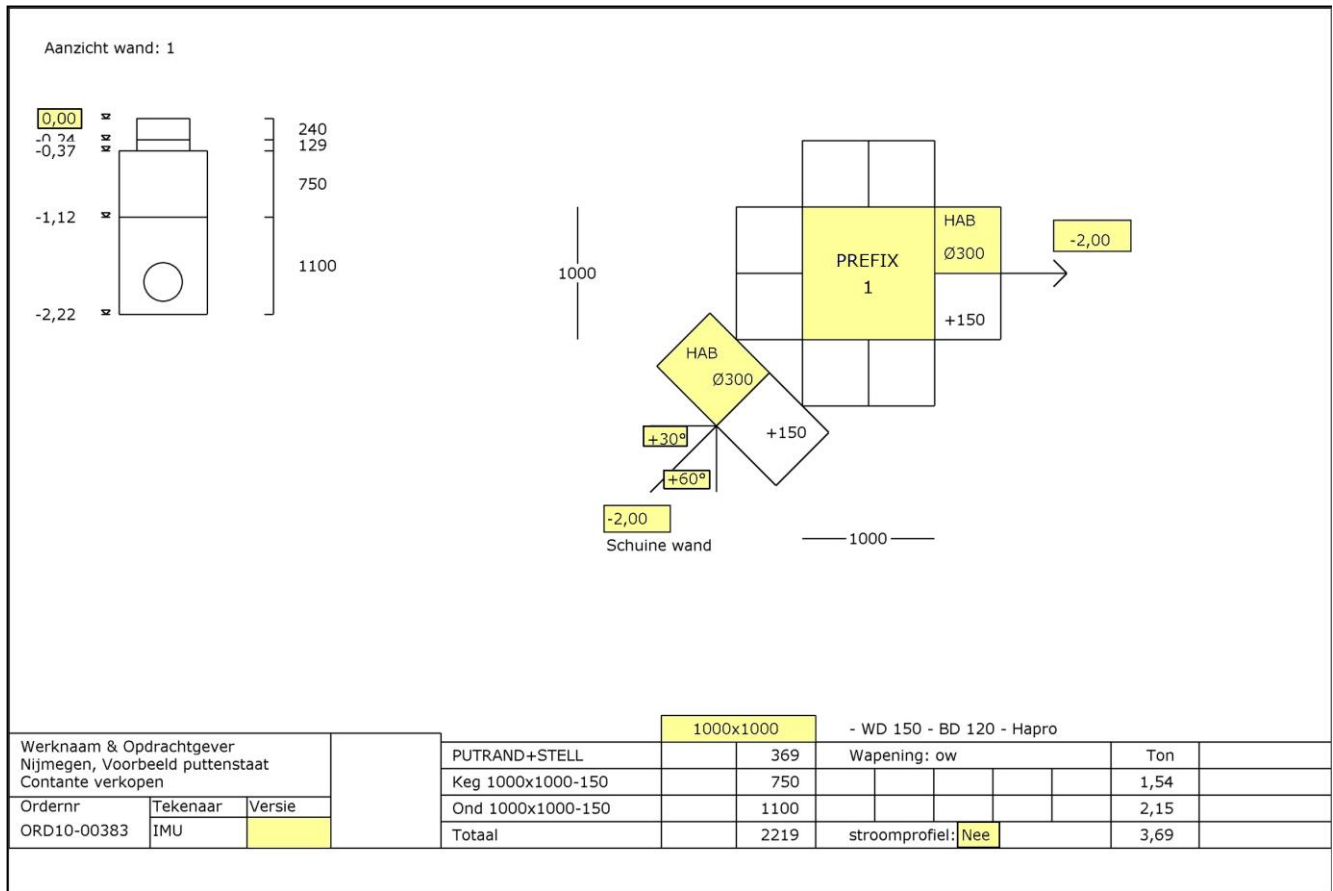 Aanzicht wand: 1
0,00
-0,24
-0,37
-1,12
-2,22
240
129
750
1100
1000
PREFIX
1
HAB
Ø300
+150
-2,00
HAB
Ø300
+150
+30°
+60°
-2,00
Schuine wand
1000
1000x1000 - WD 150 - BD 120 - Hapro
Werknaam & Opdrachtgever
Nijmegen, Voorbeeld puttenstaat
Contante verkopen
Ordernr Tekenaar Versie
ORD10-00383 IMU
PUTRAND+STELL 369 Wapening: ow Ton
Keg 1000x1000-150 750 1,54
Ond 1000x1000-150 1100 2,15
Totaal 2219 stroomprofiel: Nee 3,69